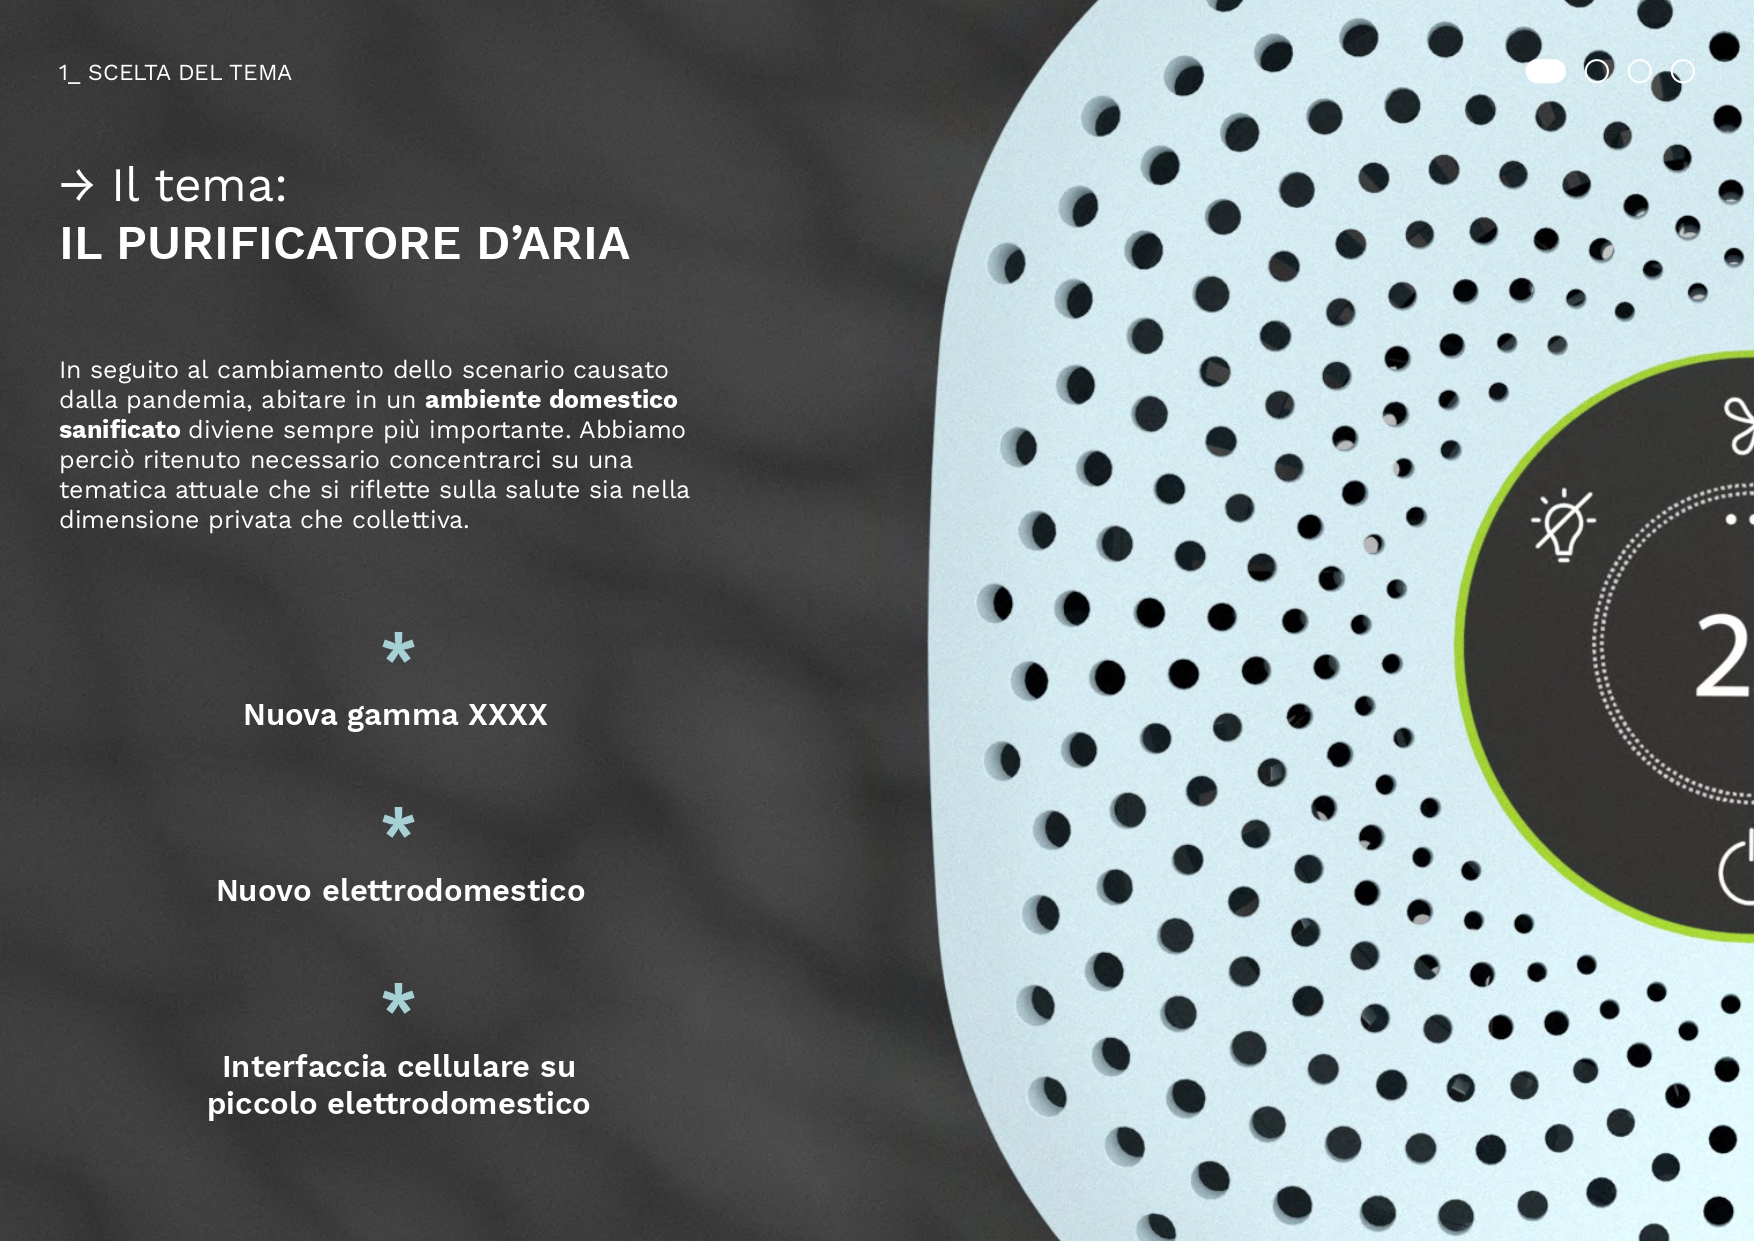 1_ SCELTA DEL TEMA
→ Il tema:
IL PURIFICATORE D’ARIA
In seguito al cambiamento dello scenario causato
dalla pandemia, abitare in un ambiente domestico
sanificato diviene sempre più importante. Abbiamo
perciò ritenuto necessario concentrarci su una
tematica attuale che si riflette sulla salute sia nella
dimensione privata che collettiva.
*
Nuova gamma XXXX
*
Nuovo elettrodomestico
*
Interfaccia cellulare su
piccolo elettrodomestico
2